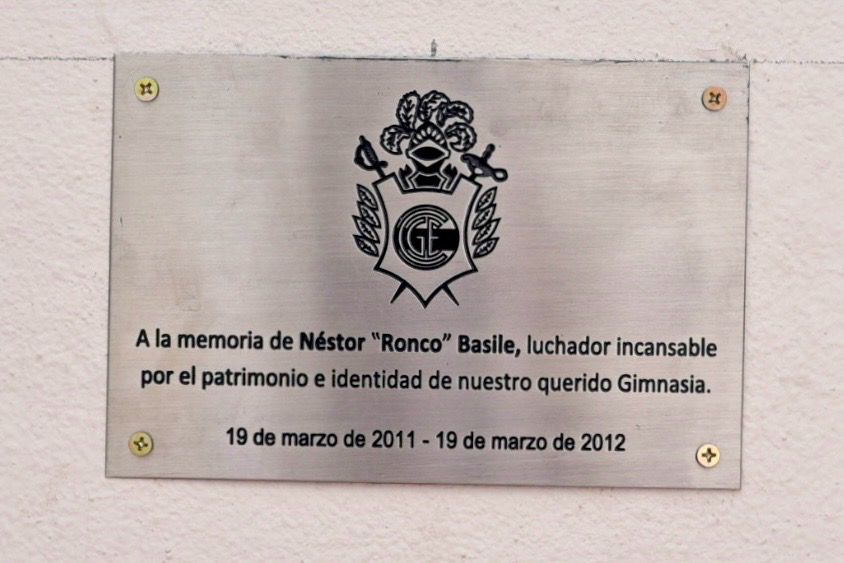 CGE
A la memoria de Néstor "Ronco" Basile, luchador incansable
por el patrimonio e identidad de nuestro querido Gimnasia.
19 de marzo de 2011 - 19 de marzo de 2012